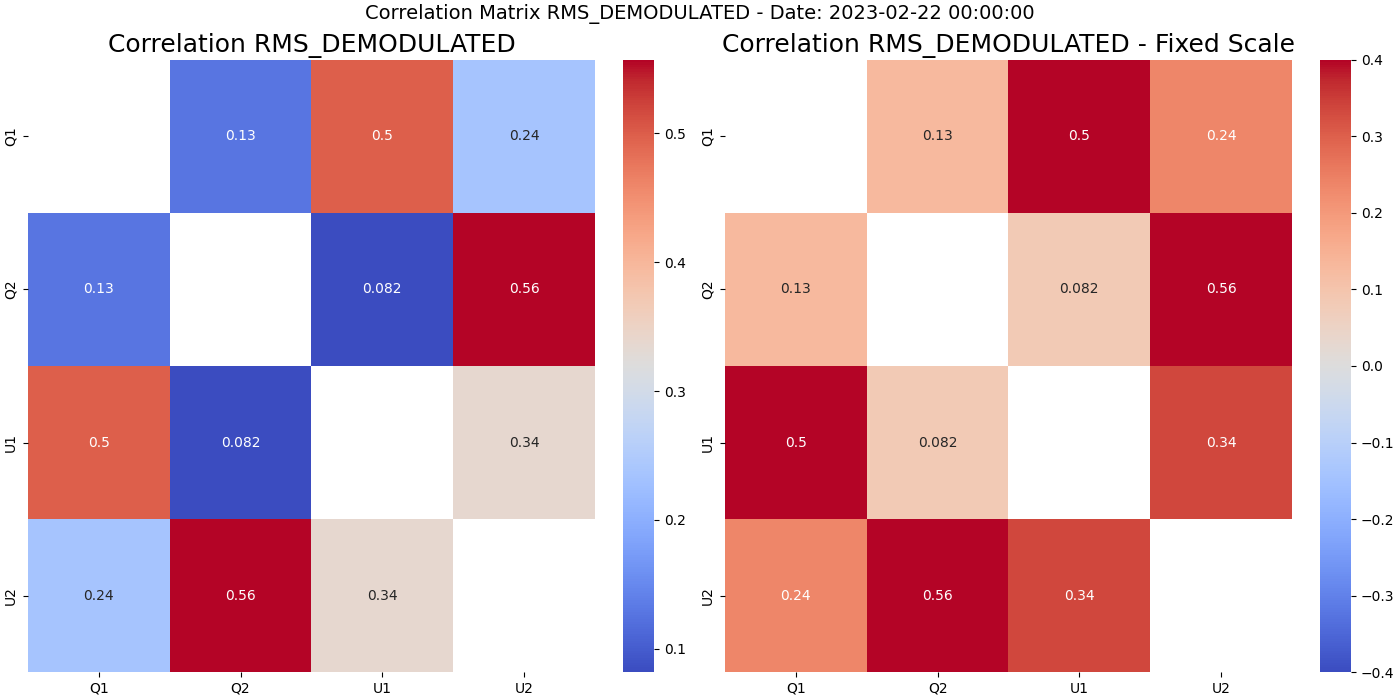 Correlation Matrix RMS_DEMODULATED - Date: 2023-02-22 00:00:00
Correlation RMS_DEMODULATED
Q1 0.13 0.5 0.24
Q2 0.13 0.082 0.56
U1 0.5 0.082 0.34
U2 0.24 0.56 0.34
Q1 Q2 U1 U2
0.5
0.4
0.3
0.2
0.1
Correlation RMS_DEMODULATED - Fixed Scale
Q1 0.13 0.5 0.24
Q2 0.13 0.082 0.56
U1 0.5 0.082 0.34
U2 0.24 0.56 0.34
Q1 Q2 U1 U2
0.4
0.3
0.2
0.1
0.0
−0.1
−0.2
−0.3
−0.4